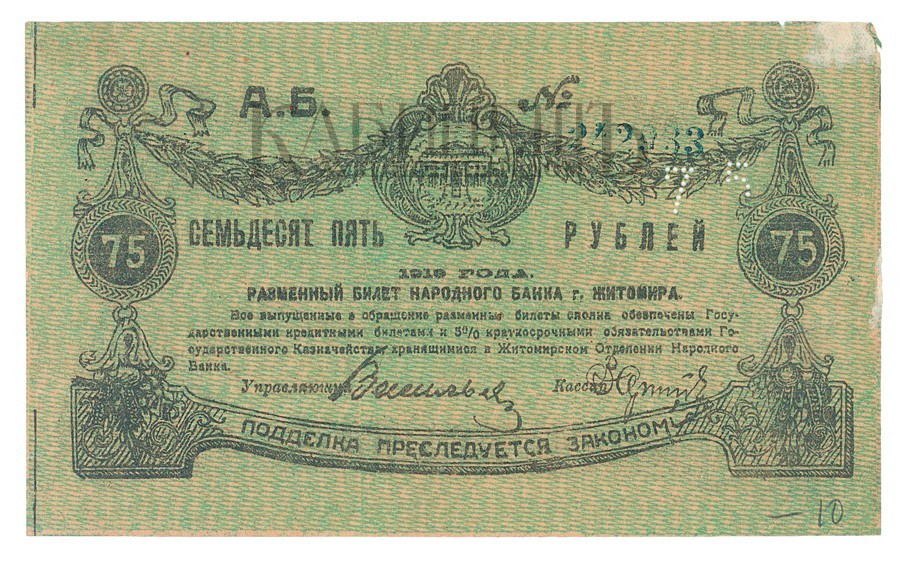 А.Б. №
КАБИНЕТЪ
75 СЕМЬДЕСЯТ ПЯТЬ РУБЛЕЙ 75
1919 ГОДА.
РАЗМЕННЫЙ БИЛЕТ НАРОДНОГО БАНКА г. ЖИТОМИРА.
Все выпущенные в обращение разменные билеты сполна обеспечены Госу-
дарственными кредитными билетами и 5% краткосрочными обязательствами Го-
сударственного Казначейства хранящимися в Житомирском Отделении Народного
Банка.
Управляющий Кассир
ПОДДЕЛКА ПРЕСЛЕДУЕТСЯ ЗАКОНОМ
— 10